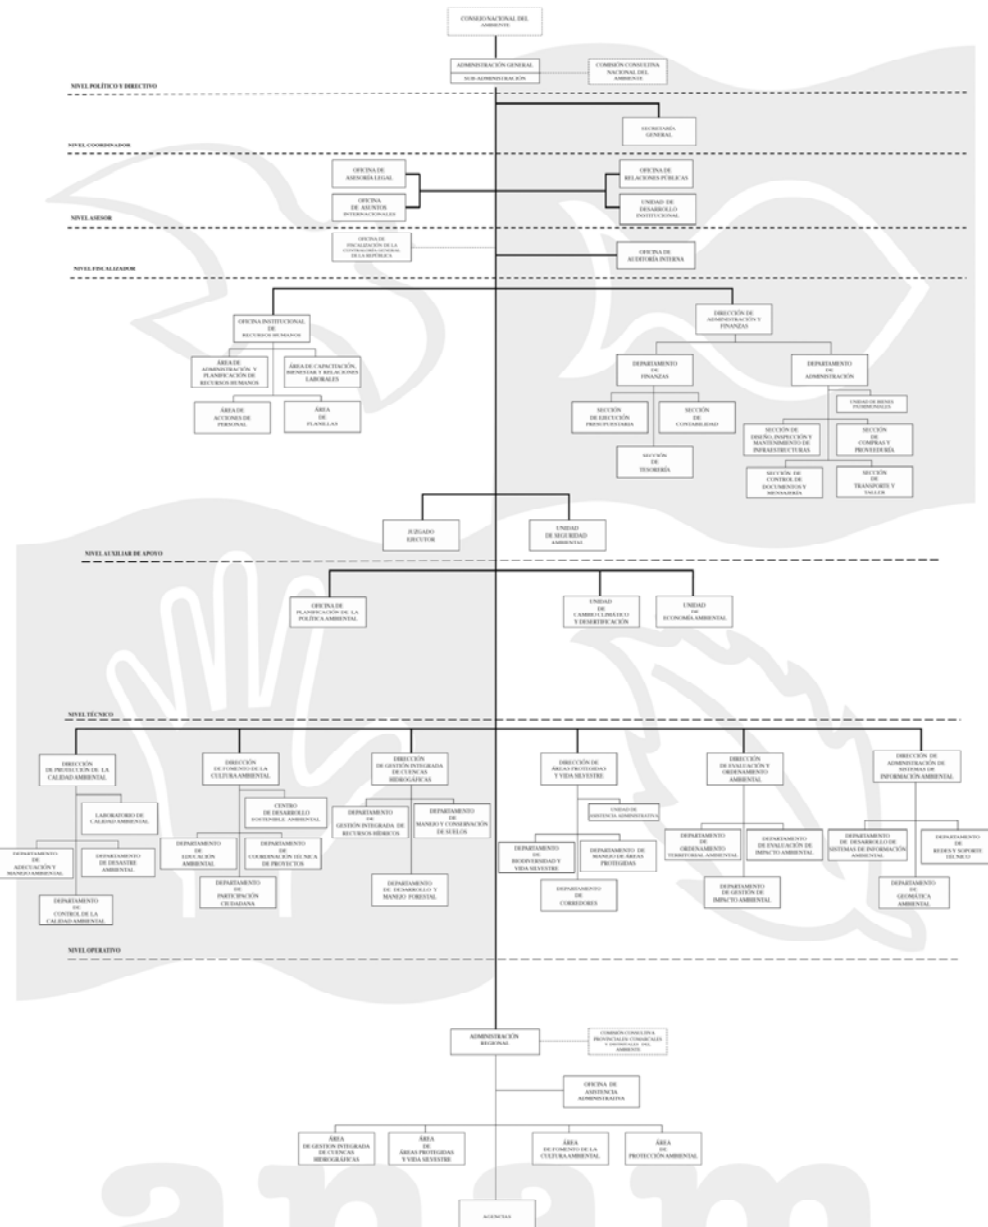 CONSEJO NACIONAL DEL
AMBIENTE
ADMINISTRACIÓN GENERAL
SUB-ADMINISTRACIÓN
COMISIÓN CONSULTIVA
NACIONAL DEL
AMBIENTE
NIVEL POLÍTICO Y DIRECTIVO
SECRETARÍA
GENERAL
NIVEL COORDINADOR
OFICINA DE
ASESORÍA LEGAL
OFICINA DE
RELACIONES PÚBLICAS
OFICINA
DE ASUNTOS
INTERNACIONALES
UNIDAD DE
DESARROLLO
INSTITUCIONAL
NIVEL ASESOR
OFICINA DE
FISCALIZACIÓN DE LA
CONTRALORÍA GENERAL
DE LA REPÚBLICA
OFICINA DE
AUDITORÍA INTERNA
NIVEL FISCALIZADOR
OFICINA INSTITUCIONAL
DE
RECURSOS HUMANOS
DIRECCIÓN DE
ADMINISTRACIÓN Y
FINANZAS
ÁREA DE
ADMINISTRACIÓN Y
PLANIFICACIÓN DE
RECURSOS HUMANOS
ÁREA DE CAPACITACIÓN,
BIENESTAR Y RELACIONES
LABORALES
ÁREA DE
ACCIONES DE
PERSONAL
ÁREA
DE
PLANILLAS
DEPARTAMENTO
DE
FINANZAS
DEPARTAMENTO
DE
ADMINISTRACIÓN
UNIDAD DE BIENES
PATRIMONIALES
SECCIÓN
DE EJECUCIÓN
PRESUPUESTARIA
SECCIÓN
DE
CONTABILIDAD
SECCIÓN
DE
TESORERÍA
SECCIÓN DE
DISEÑO, INSPECCIÓN Y
MANTENIMIENTO DE
INFRAESTRUCTURAS
SECCIÓN
DE
COMPRAS Y
PROVEEDURÍA
SECCIÓN DE
CONTROL DE
DOCUMENTOS Y
MENSAJERÍA
SECCIÓN
DE
TRANSPORTE Y
TALLER
JUZGADO
EJECUTOR
UNIDAD
DE SEGURIDAD
AMBIENTAL
NIVEL AUXILIAR DE APOYO
OFICINA DE
PLANIFICACIÓN DE LA
POLÍTICA AMBIENTAL
UNIDAD
DE
CAMBIO CLIMÁTICO
Y DESERTIFICACIÓN
UNIDAD
DE
ECONOMÍA AMBIENTAL
NIVEL TÉCNICO
DIRECCIÓN
DE PROTECCIÓN DE LA
CALIDAD AMBIENTAL
DIRECCIÓN
DE FOMENTO DE LA
CULTURA AMBIENTAL
DIRECCIÓN
DE GESTIÓN INTEGRADA
DE CUENCAS
HIDROGRÁFICAS
DIRECCIÓN DE
ÁREAS PROTEGIDAS
Y VIDA SILVESTRE
DIRECCIÓN
DE EVALUACIÓN Y
ORDENAMIENTO
AMBIENTAL
DIRECCIÓN DE
ADMINISTRACIÓN DE
SISTEMAS DE
INFORMACIÓN AMBIENTAL
LABORATORIO DE
CALIDAD AMBIENTAL
DEPARTAMENTO
DE
ADECUACIÓN Y
MANEJO AMBIENTAL
DEPARTAMENTO
DE DESASTRE
AMBIENTAL
DEPARTAMENTO
DE
CONTROL DE LA
CALIDAD AMBIENTAL
CENTRO
DE DESARROLLO
SOSTENIBLE AMBIENTAL
DEPARTAMENTO
DE
EDUCACIÓN
AMBIENTAL
DEPARTAMENTO
DE
COORDINACIÓN TÉCNICA
DE PROYECTOS
DEPARTAMENTO
DE
PARTICIPACIÓN
CIUDADANA
DEPARTAMENTO
DE
GESTIÓN INTEGRADA DE
RECURSOS HÍDRICOS
DEPARTAMENTO
DE
MANEJO Y CONSERVACIÓN
DE SUELOS
DEPARTAMENTO
DE DESARROLLO Y
MANEJO FORESTAL
UNIDAD DE
ASISTENCIA ADMINISTRATIVA
DEPARTAMENTO
DE
BIODIVERSIDAD Y
VIDA SILVESTRE
DEPARTAMENTO DE
MANEJO DE ÁREAS
PROTEGIDAS
DEPARTAMENTO
DE
CORREDORES
DEPARTAMENTO
DE
ORDENAMIENTO
TERRITORIAL AMBIENTAL
DEPARTAMENTO
DE EVALUACIÓN DE
IMPACTO AMBIENTAL
DEPARTAMENTO
DE GESTIÓN DE
IMPACTO AMBIENTAL
DEPARTAMENTO
DE DESARROLLO DE
SISTEMAS DE INFORMACIÓN
AMBIENTAL
DEPARTAMENTO
DE
REDES Y SOPORTE
TÉCNICO
DEPARTAMENTO
DE
GEOMÁTICA
AMBIENTAL
NIVEL OPERATIVO
ADMINISTRACIÓN
REGIONAL
COMISIÓN CONSULTIVA
PROVINCIALES COMARCALES
AMBIENTE
OFICINA DE
ASISTENCIA
ADMINISTRATIVA
ÁREA
DE GESTION INTEGRADA
DE CUENCAS
HIDROGRÁFICAS
ÁREA
DE
ÁREAS PROTEGIDAS
Y VIDA SILVESTRE
ÁREA
DE FOMENTO DE LA
CULTURA AMBIENTAL
ÁREA
DE
PROTECCIÓN AMBIENTAL
anam
AGENCIAS